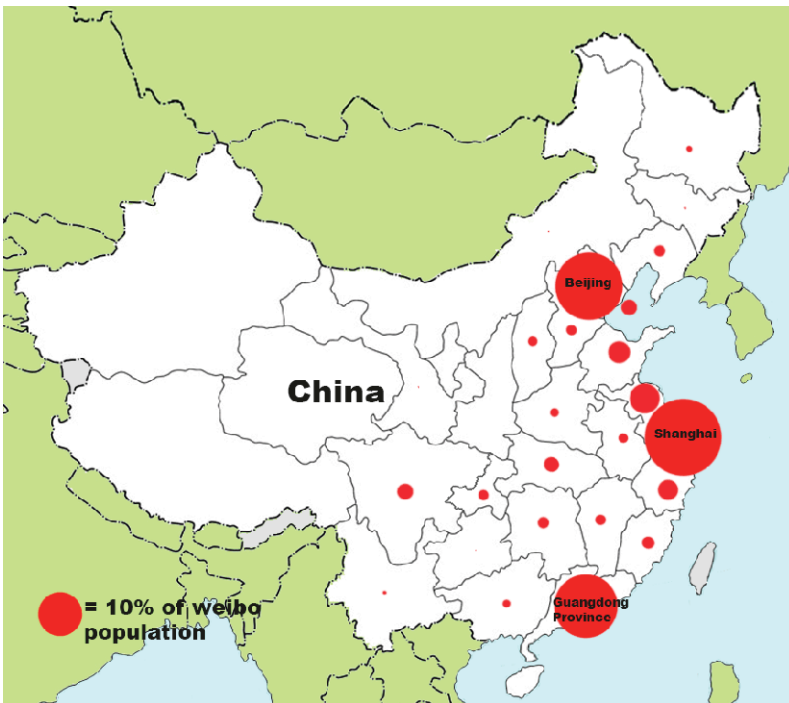 Beijing
China
Shanghai
Guangdong
Province
= 10% of weibo
population